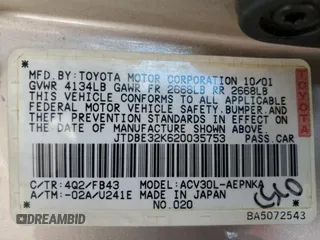 MFD.BY:TOYOTA MOTOR CORPORATION 10/01
GVWR 4134LB GAWR FR 2668LB RR 2668LB
THIS VEHICLE CONFORMS TO ALL APPLICABLE
FEDERAL MOTOR VEHICLE SAFETY.BUMPER.AND
THEFT PREVENTION STANDARDS IN EFFECT ON
THE DATE OF MANUFACTURE SHOWN ABOVE.
JTDBE32K620035753 PASS.CAR
C/TR:4Q2/FB43 MODEL:ACV30L-AEPNKA
A/TM:-02A/U241E MADE IN JAPAN
NO.020
BA5072543
DRIVEBIDMD